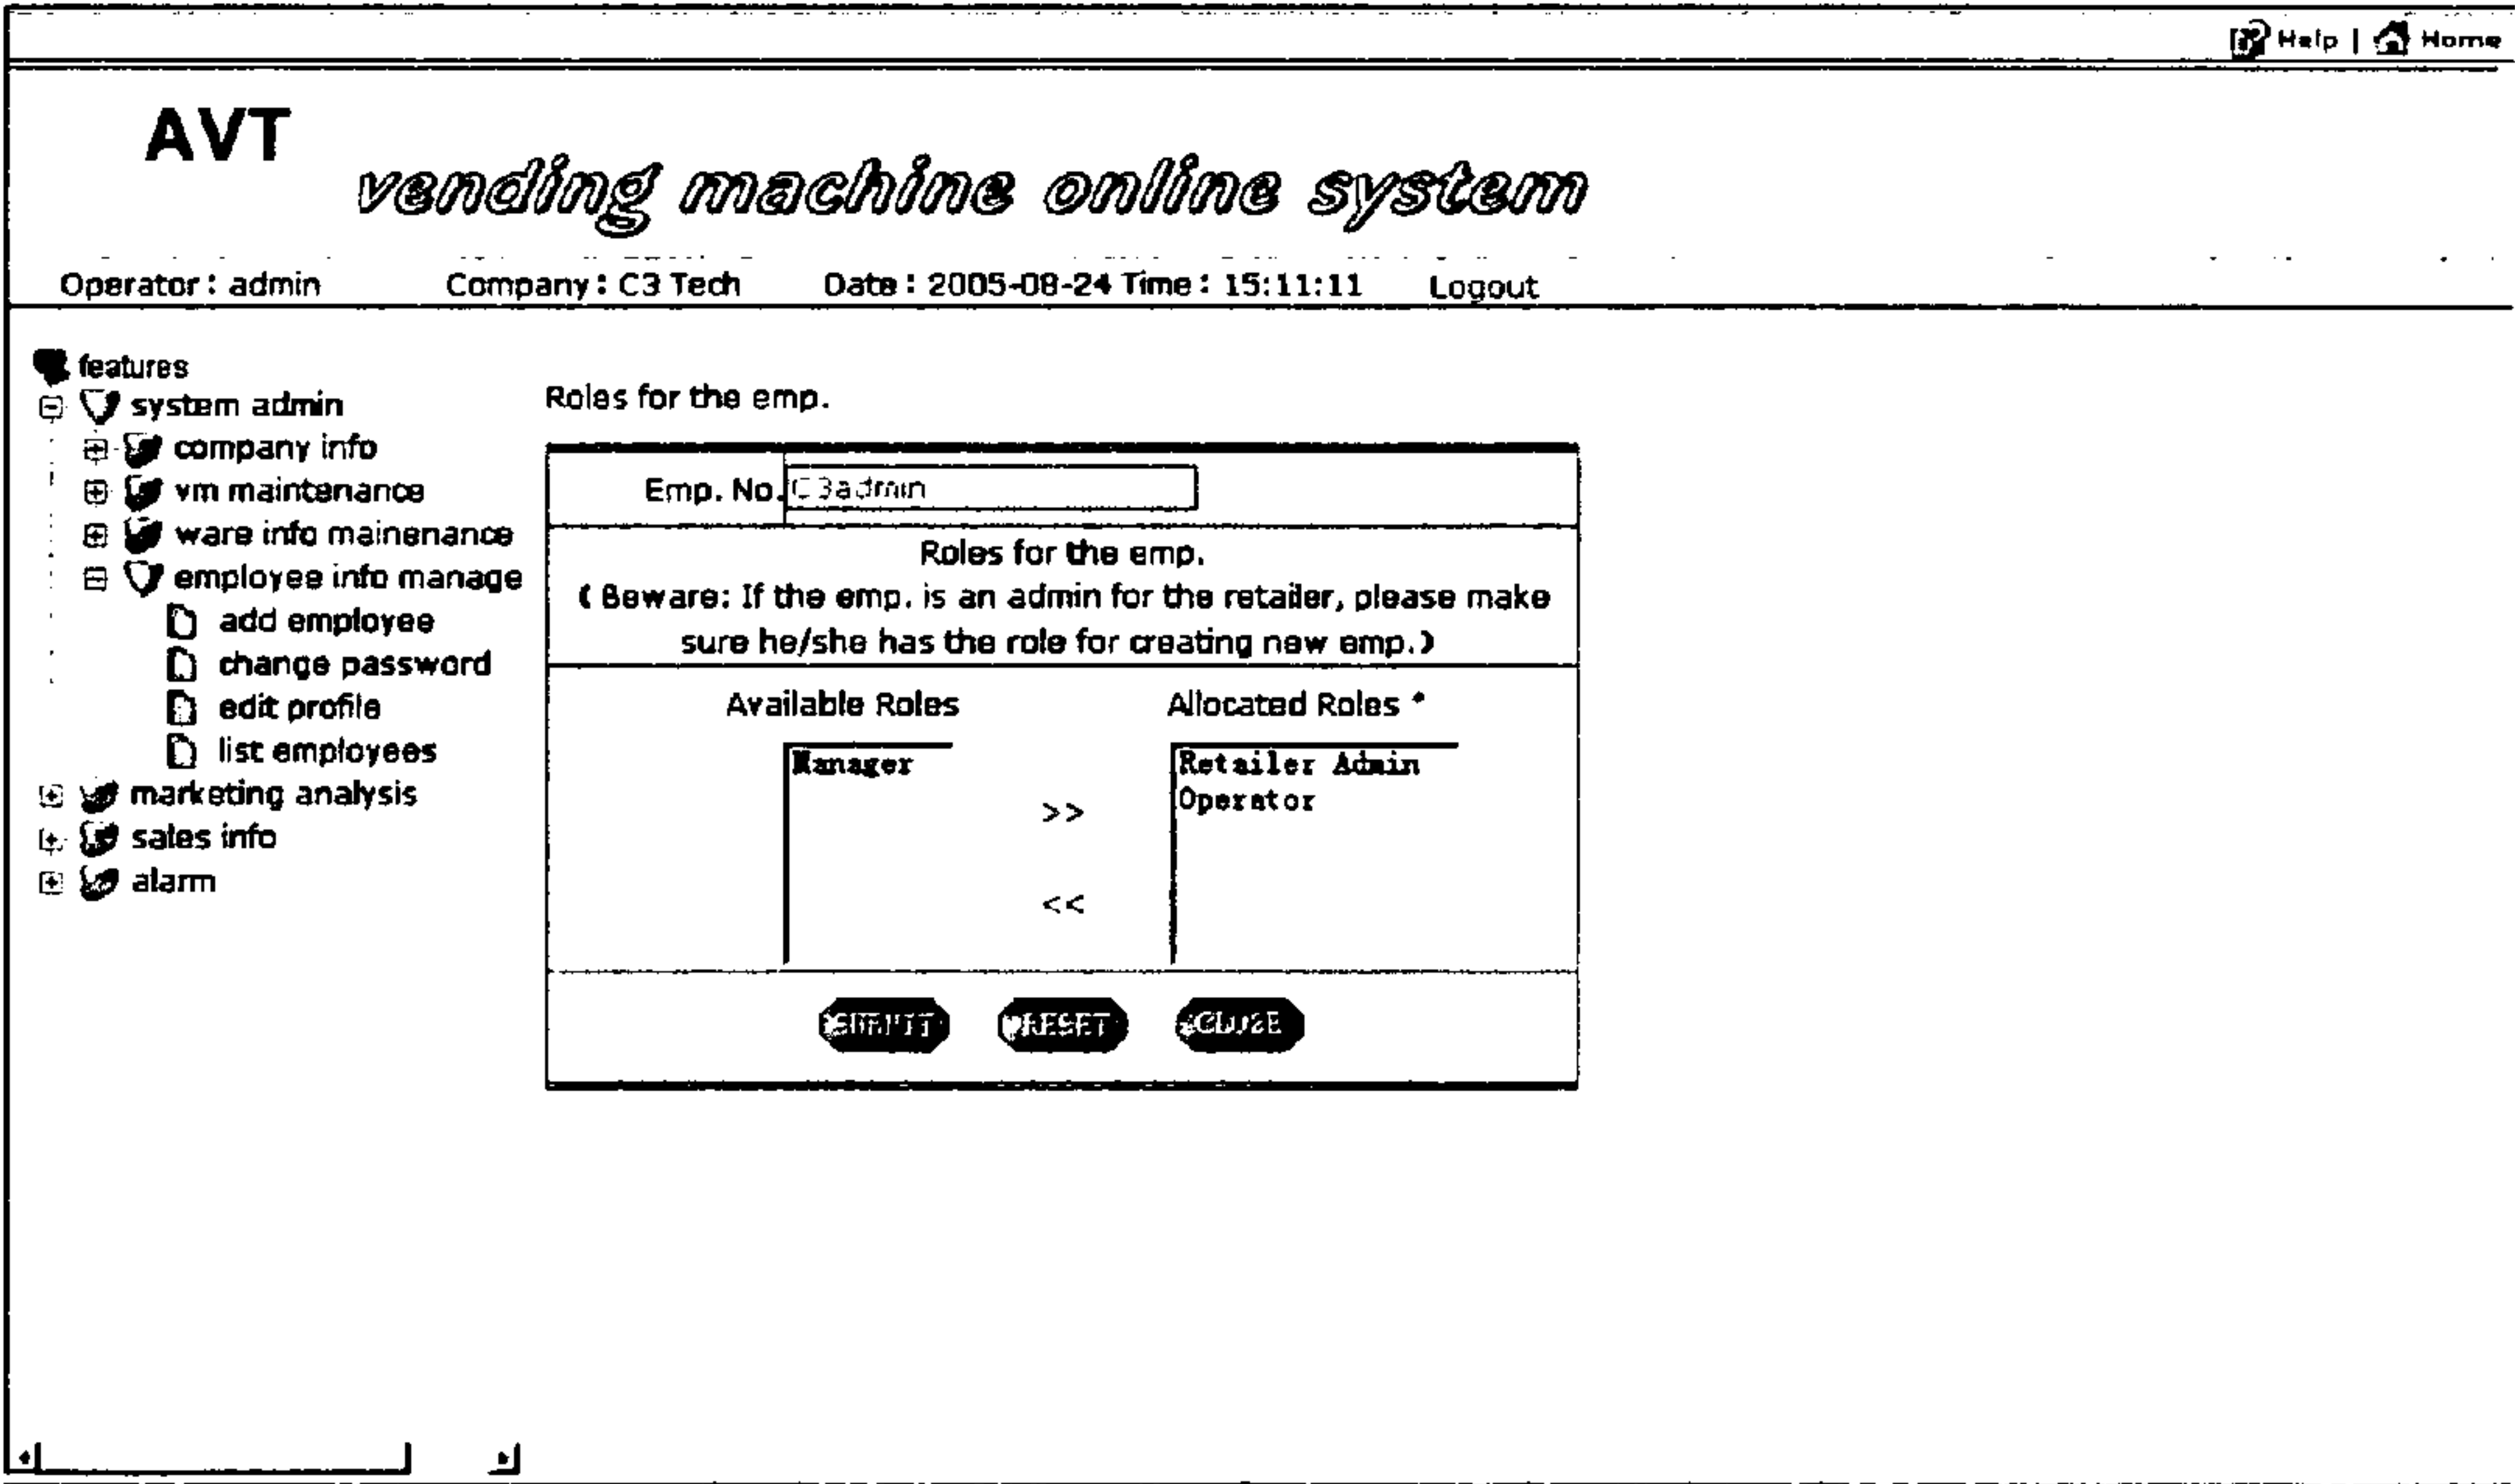 Help | Home
AVT
vending machine online system
Operator : admin Company : C3 Tech Date : 2005-08-24 Time : 15:11:11 Logout
features
system admin
company info
vm maintenance
ware info mainenance
employee info manage
add employee
change password
edit profile
list employees
marketing analysis
sales info
alarm
Roles for the emp.
Emp. No. C3admin
Roles for the emp.
( Beware: If the emp. is an admin for the retailer, please make
sure he/she has the role for creating new emp.)
Available Roles Allocated Roles *
Manager
>>
<<
Retailer Admin
Operator
SUBMIT RESET CLOSE